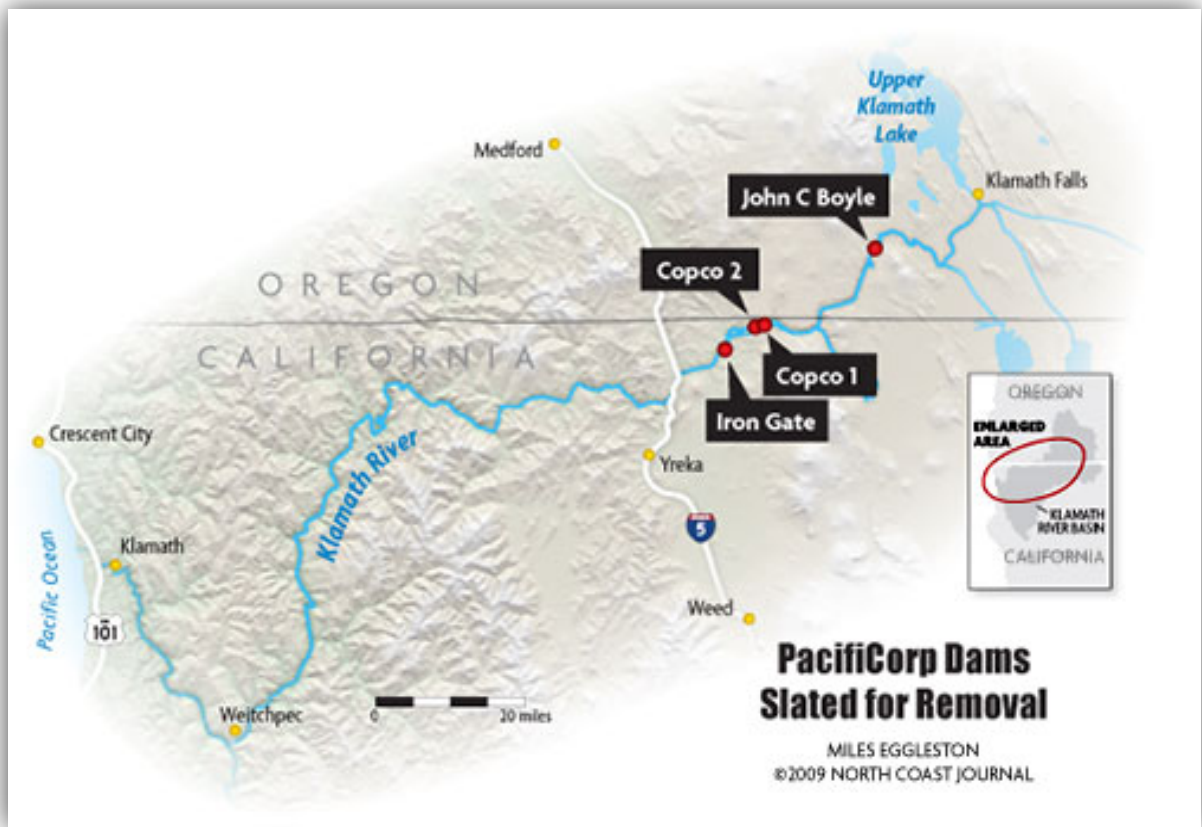 Upper
Klamath
Lake
Medford
Klamath Falls
John C Boyle
Copco 2
OREGON
CALIFORNIA
Copco 1
Iron Gate
OREGON
ENLARGED
AREA
KLAMATH
RIVER BASIN
CALIFORNIA
Crescent City
Klamath River
Yreka
5
Klamath
Pacific Ocean
101
Weed
Weitchpec
0 20 miles
PacifiCorp Dams
Slated for Removal
MILES EGGLESTON
©2009 NORTH COAST JOURNAL